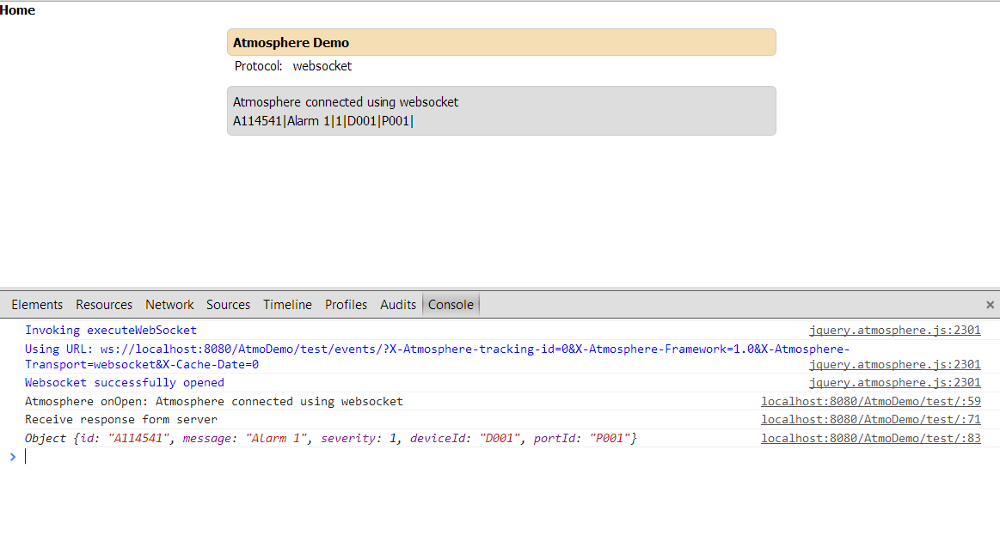 Home
Atmosphere Demo
Protocol: websocket
Atmosphere connected using websocket
A114541|Alarm 1|1|D001|P001|
Elements Resources Network Sources Timeline Profiles Audits Console ×
Invoking executeWebSocket jquery.atmosphere.js:2301
Using URL: ws://localhost:8080/AtmoDemo/test/events/?X-Atmosphere-tracking-id=0&X-Atmosphere-Framework=1.0&X-Atmosphere-
Transport=websocket&X-Cache-Date=0 jquery.atmosphere.js:2301
Websocket successfully opened jquery.atmosphere.js:2301
Atmosphere onOpen: Atmosphere connected using websocket localhost:8080/AtmoDemo/test/:59
Receive response form server localhost:8080/AtmoDemo/test/:71
Object {id: "A114541", message: "Alarm 1", severity: 1, deviceId: "D001", portId: "P001"} localhost:8080/AtmoDemo/test/:83
>